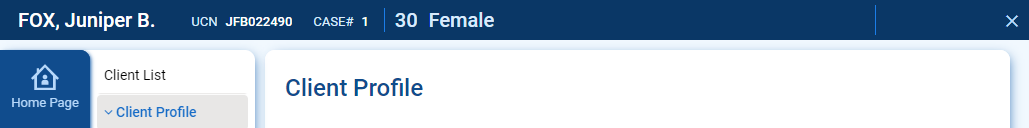 FOX, Juniper B. UCN JFB022490 CASE# 1 30 Female
Home Page
Client List
Client Profile
Client Profile